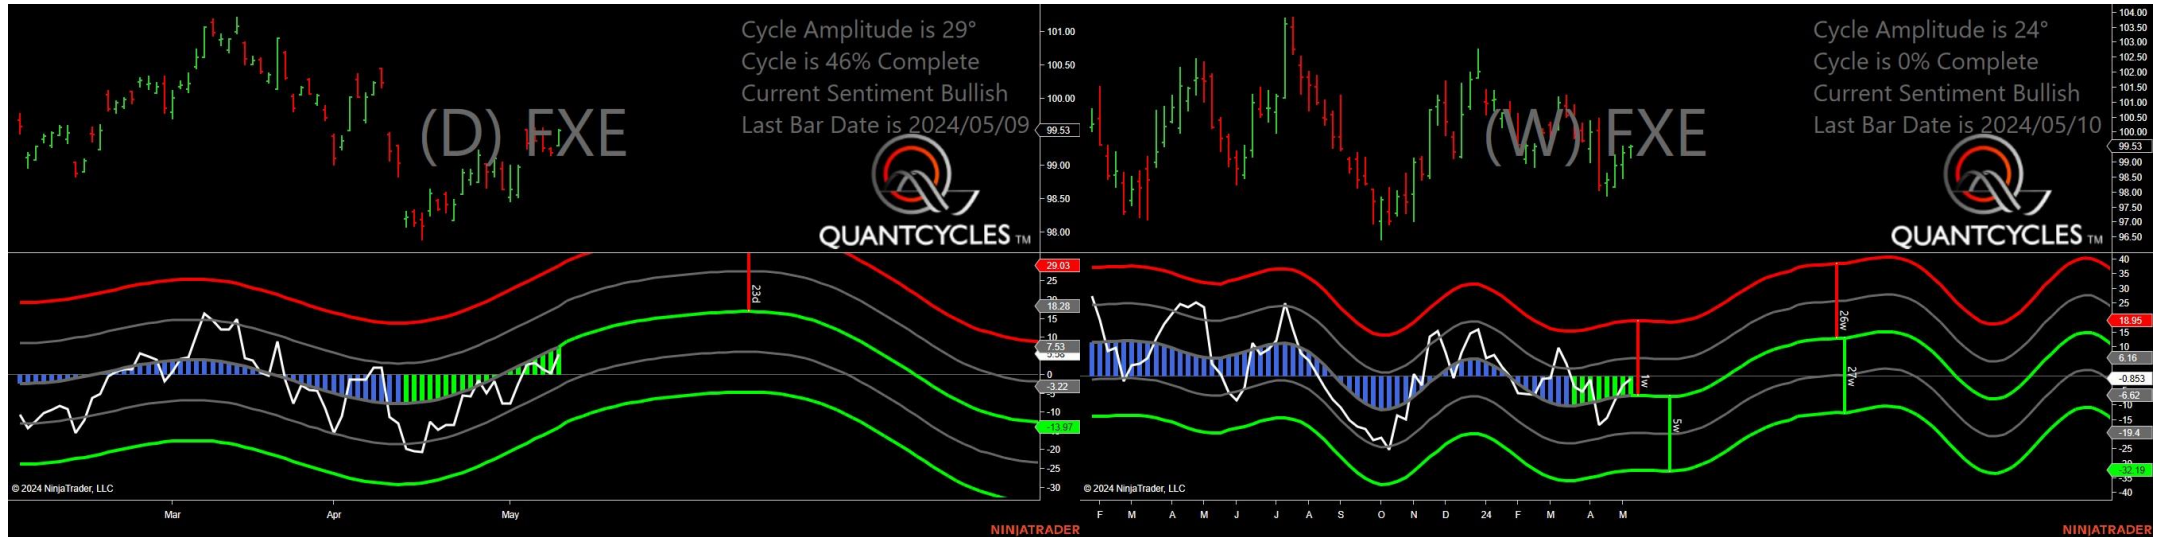 Cycle Amplitude is 29°
Cycle is 46% Complete
Current Sentiment Bullish
Last Bar Date is 2024/05/09
(D) FXE
QUANTCYCLES TM
101.00
100.50
100.00
99.53
99.00
98.50
98.00
29.03
25
18.28
15
10
7.53
0
-3.22
-5
-10
-13.97
-20
-25
-30
23d
© 2024 NinjaTrader, LLC
Mar Apr May
NINJATRADER
Cycle Amplitude is 24°
Cycle is 0% Complete
Current Sentiment Bullish
Last Bar Date is 2024/05/10
(W) FXE
QUANTCYCLES TM
104.00
103.50
103.00
102.50
102.00
101.50
101.00
100.50
100.00
99.53
99.00
98.50
98.00
97.50
97.00
96.50
40
35
30
25
18.95
15
10
6.16
-0.853
-6.62
-10
-15
-19.4
-25
-32.19
-35
-40
1w
5w
26w
27w
© 2024 NinjaTrader, LLC
F M A M J J A S O N D 24 F M A M
NINJATRADER